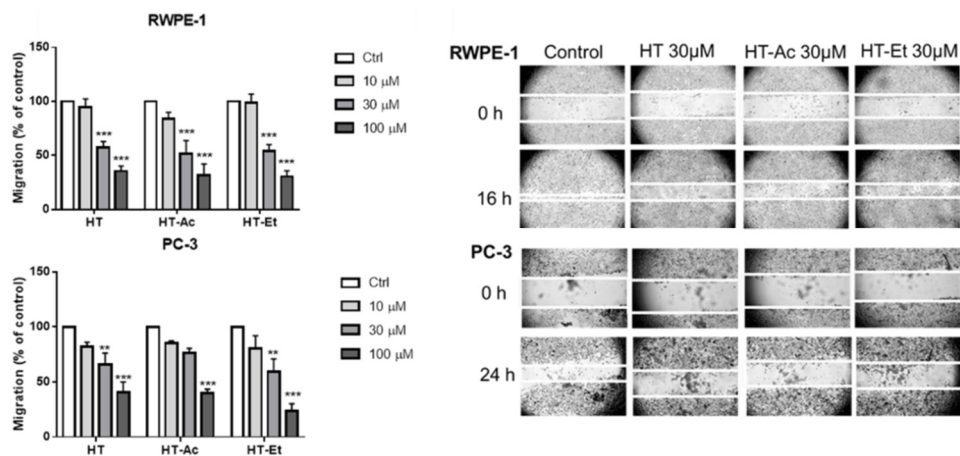 RWPE-1
150
100
50
0
Migration (% of control)
*** *** *** *** *** ***
HT HT-Ac HT-Et
Ctrl
10 μM
30 μM
100 μM
PC-3
150
100
50
0
Migration (% of control)
** *** *** ** ***
HT HT-Ac HT-Et
Ctrl
10 μM
30 μM
100 μM
RWPE-1 Control HT 30μM HT-Ac 30μM HT-Et 30μM
0 h
16 h
PC-3
0 h
24 h